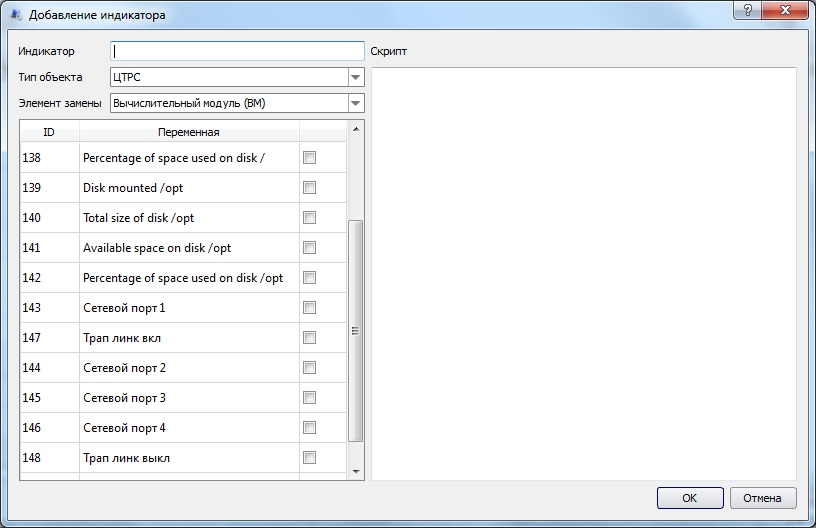 Добавление индикатора
Индикатор
Скрипт
Тип объекта ЦТРС
Элемент замены Вычислительный модуль (ВМ)
ID Переменная
138 Percentage of space used on disk /
139 Disk mounted /opt
140 Total size of disk /opt
141 Available space on disk /opt
142 Percentage of space used on disk /opt
143 Сетевой порт 1
147 Трап линк вкл
144 Сетевой порт 2
145 Сетевой порт 3
146 Сетевой порт 4
148 Трап линк выкл
OK Отмена